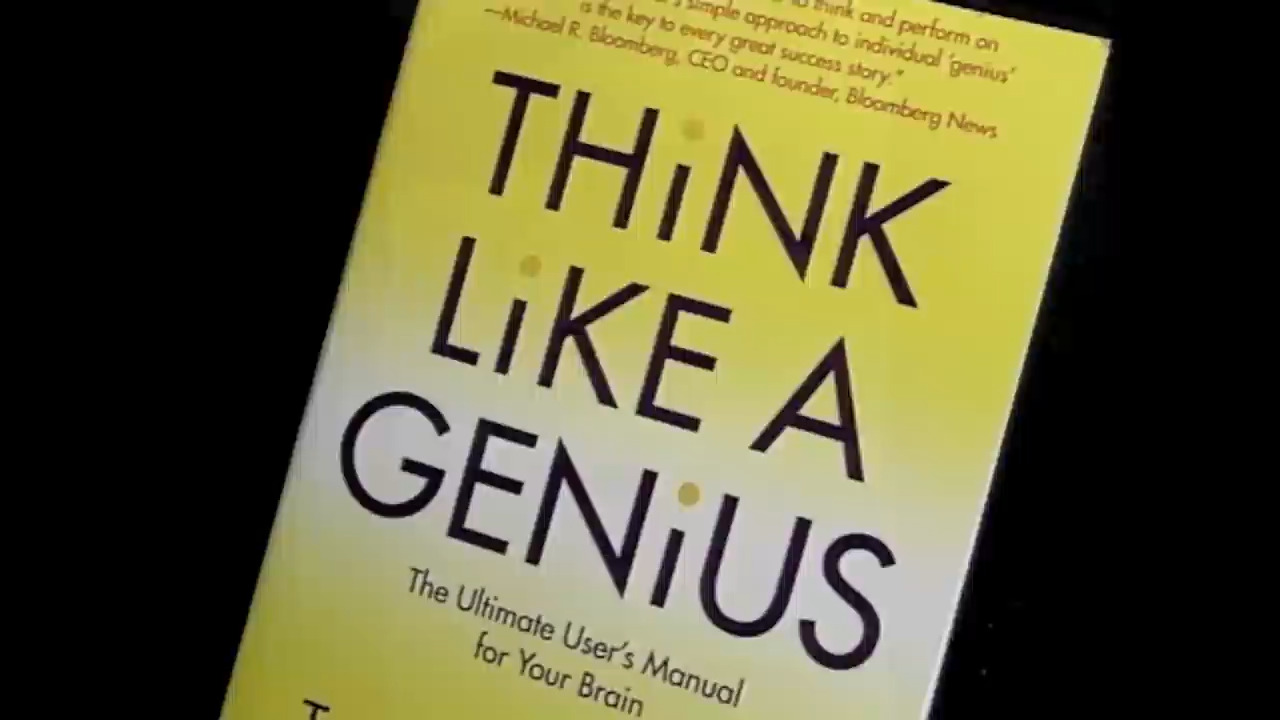 to think and perform on
simple approach to individual 'genius'
is the key to every great success story."
—Michael R. Bloomberg, CEO and founder, Bloomberg News
THiNK
LiKE A
GENiUS
The Ultimate User's Manual
for Your Brain